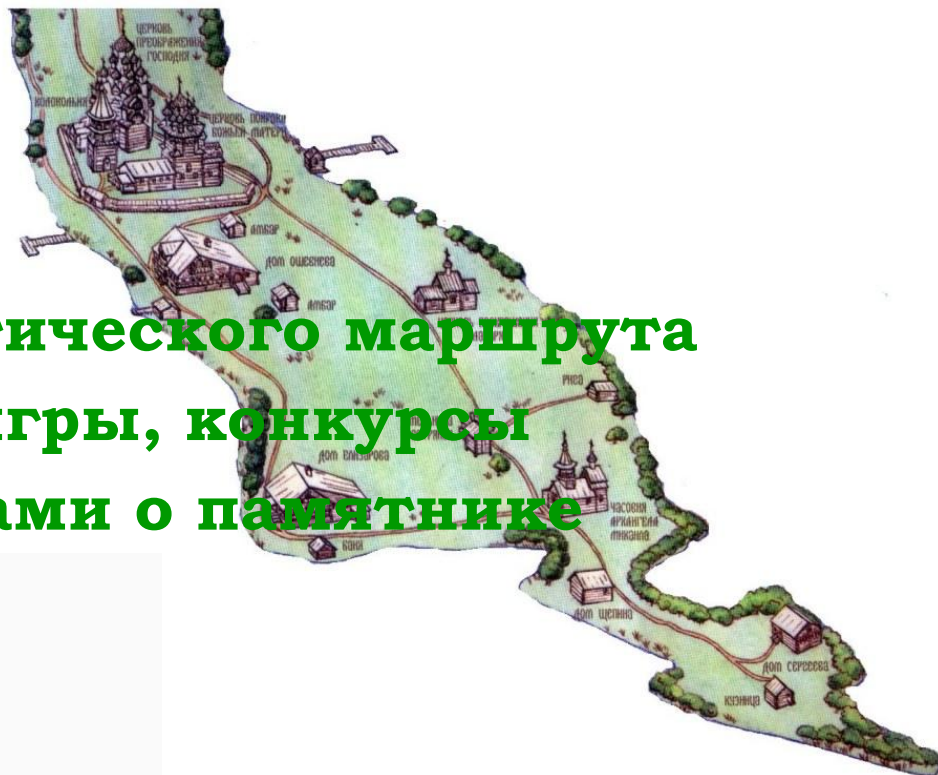 ЦЕРКОВЬ
ПРЕОБРАЖЕНИЯ
ГОСПОДНЯ
КОЛОКОЛЬНЯ
ЦЕРКОВЬ ПОКРОВА
БОЖЬЕЙ МАТЕРИ
АМБАР
ДОМ ОШЕВНЕВА
АМБАР
тического маршрута
РИГА
игры, конкурсы
ДОМ ЕЛИЗАРОВА
ами о памятнике
ЧАСОВНЯ
АРХАНГЕЛА
МИХАИЛА
БАНЯ
ДОМ ЩЕПИНА
ДОМ СЕРГЕЕВА
КУЗНИЦА